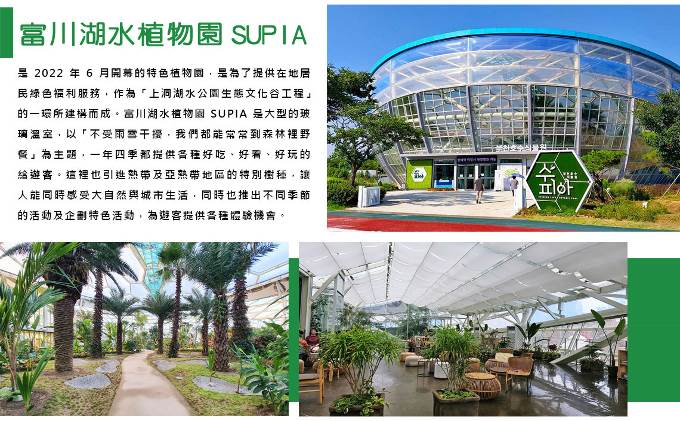 富川湖水植物園 SUPIA
是 2022 年 6 月開幕的特色植物園，是為了提供在地居
民綠色福利服務，作為「上洞湖水公園生態文化谷工程」
的一環所建構而成。富川湖水植物園 SUPIA 是大型的玻
璃溫室，以「不受雨雪干擾，我們都能常常到森林裡野
餐」為主題，一年四季都提供各種好吃、好看、好玩的
給遊客。這裡也引進熱帶及亞熱帶地區的特別樹種，讓
人能同時感受大自然與城市生活，同時也推出不同季節
的活動及企劃特色活動，為遊客提供各種體驗機會。
수피아